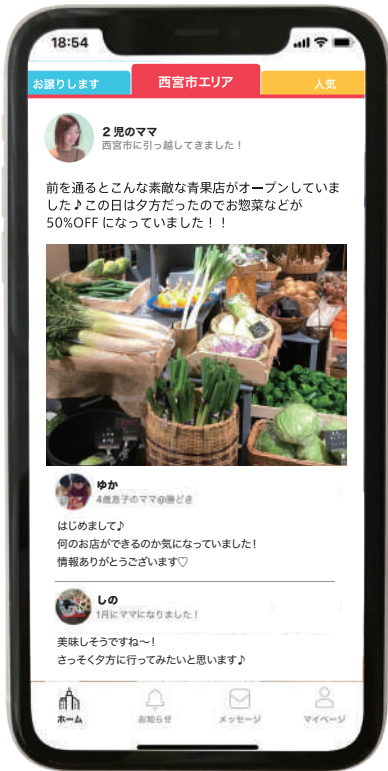 18:54
お譲りします
西宮市エリア
人気
2児のママ
西宮市に引っ越してきました！
前を通るとこんな素敵な青果店がオープンしていま
した♪この日は夕方だったのでお惣菜などが
50%OFFになっていました！！
ゆか
4歳息子のママ@勝どき
はじめまして♪
何のお店ができるのか気になっていました！
情報ありがとうございます♡
しの
1月にママになりました！
美味しそうですね〜！
さっそく夕方に行ってみたいと思います♪
ホーム
お知らせ
メッセージ
マイページ